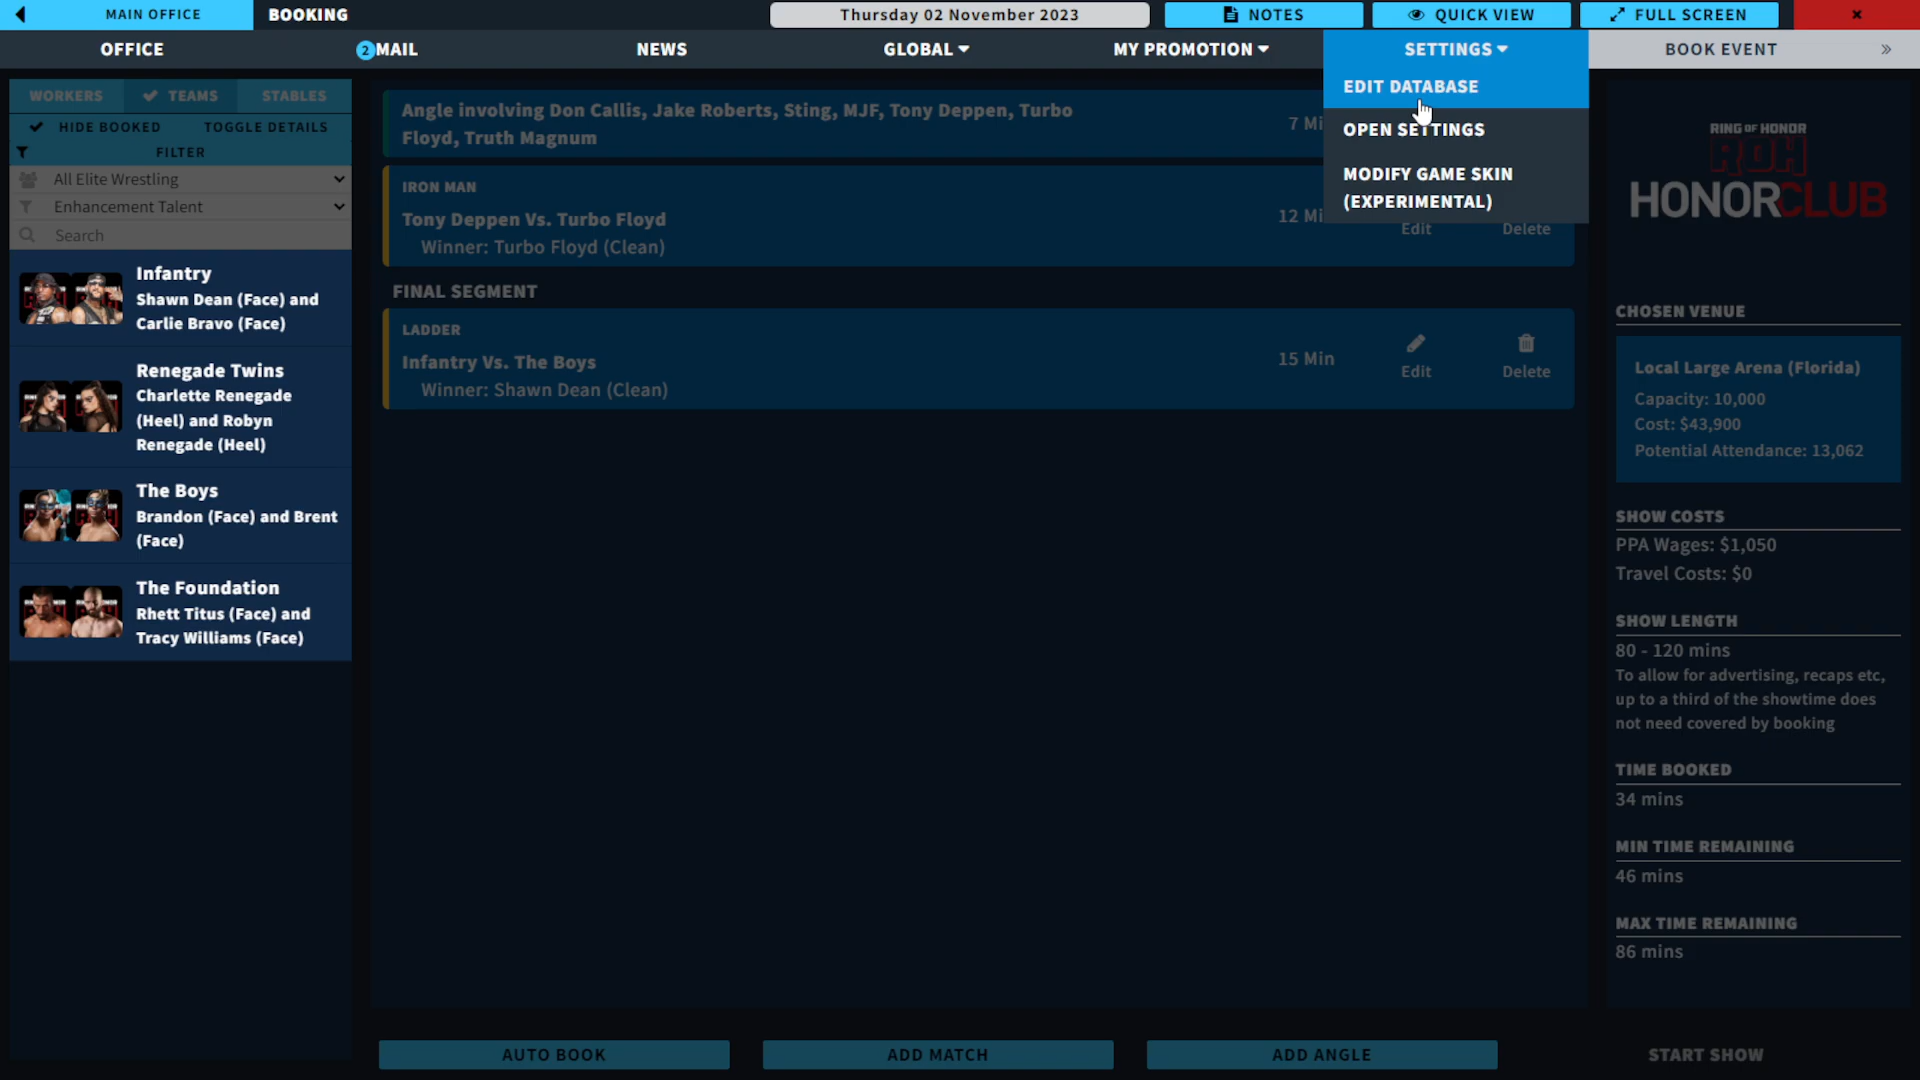 MAIN OFFICE
BOOKING
Thursday 02 November 2023
NOTES
QUICK VIEW
FULL SCREEN
OFFICE
2 MAIL
NEWS
GLOBAL
MY PROMOTION
SETTINGS
BOOK EVENT
EDIT DATABASE
OPEN SETTINGS
MODIFY GAME SKIN
(EXPERIMENTAL)
WORKERS
TEAMS
STABLES
HIDE BOOKED
TOGGLE DETAILS
FILTER
All Elite Wrestling
Enhancement Talent
Search
Infantry
Shawn Dean (Face) and
Carlie Bravo (Face)
Renegade Twins
Charlette Renegade
(Heel) and Robyn
Renegade (Heel)
The Boys
Brandon (Face) and Brent
(Face)
The Foundation
Rhett Titus (Face) and
Tracy Williams (Face)
Angle involving Don Callis, Jake Roberts, Sting, MJF, Tony Deppen, Turbo
Floyd, Truth Magnum
7 Mi
IRON MAN
Tony Deppen Vs. Turbo Floyd
Winner: Turbo Floyd (Clean)
12 Mi
Edit
Delete
FINAL SEGMENT
LADDER
Infantry Vs. The Boys
Winner: Shawn Dean (Clean)
15 Min
Edit
Delete
RING OF HONOR
ROH
HONORCLUB
CHOSEN VENUE
Local Large Arena (Florida)
Capacity: 10,000
Cost: $43,900
Potential Attendance: 13,062
SHOW COSTS
PPA Wages: $1,050
Travel Costs: $0
SHOW LENGTH
80 - 120 mins
To allow for advertising, recaps etc,
up to a third of the showtime does
not need covered by booking
TIME BOOKED
34 mins
MIN TIME REMAINING
46 mins
MAX TIME REMAINING
86 mins
AUTO BOOK
ADD MATCH
ADD ANGLE
START SHOW